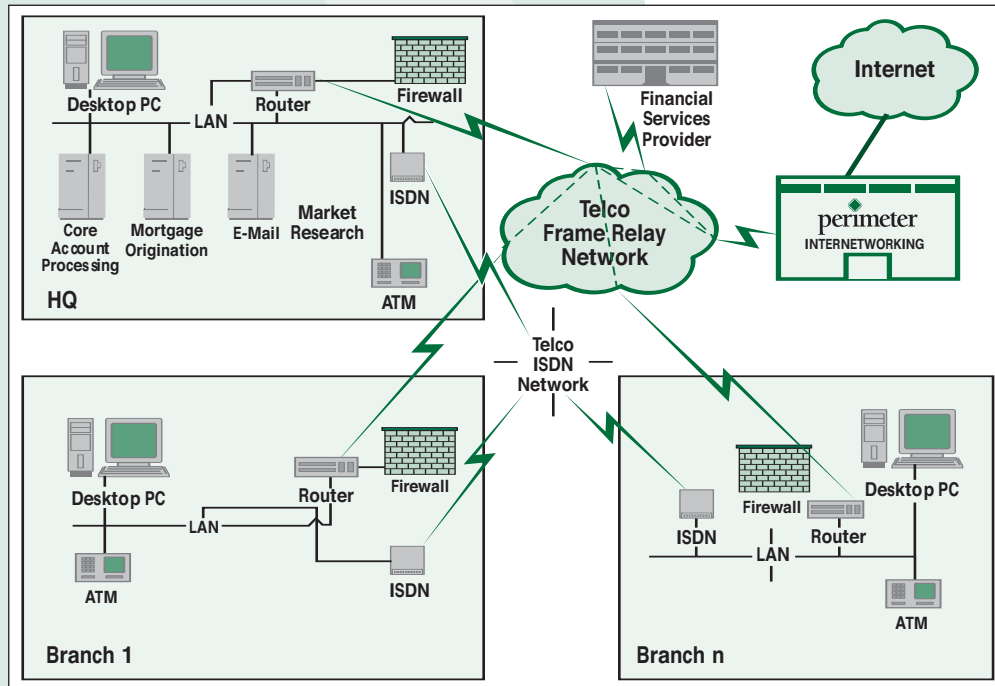 Desktop PC
Router
Firewall
LAN
ISDN
Core
Account
Processing
Mortgage
Origination
E-Mail
Market
Research
ATM
HQ
Financial
Services
Provider
Internet
Telco
Frame Relay
Network
perimeter
INTERNETWORKING
Telco
ISDN
Network
Desktop PC
Router
Firewall
LAN
ATM
ISDN
Branch 1
Desktop PC
Firewall
Router
ISDN
LAN
ATM
Branch n